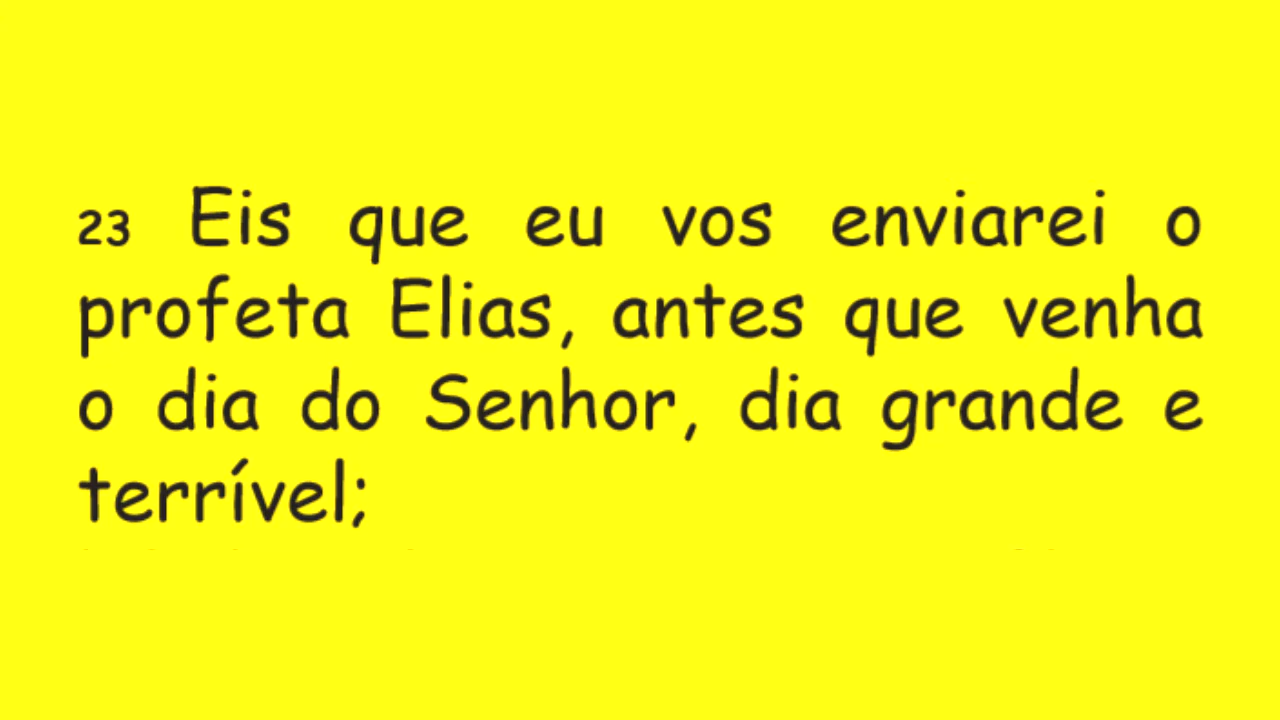 23 Eis que eu vos enviarei o
profeta Elias, antes que venha
o dia do Senhor, dia grande e
terrível;